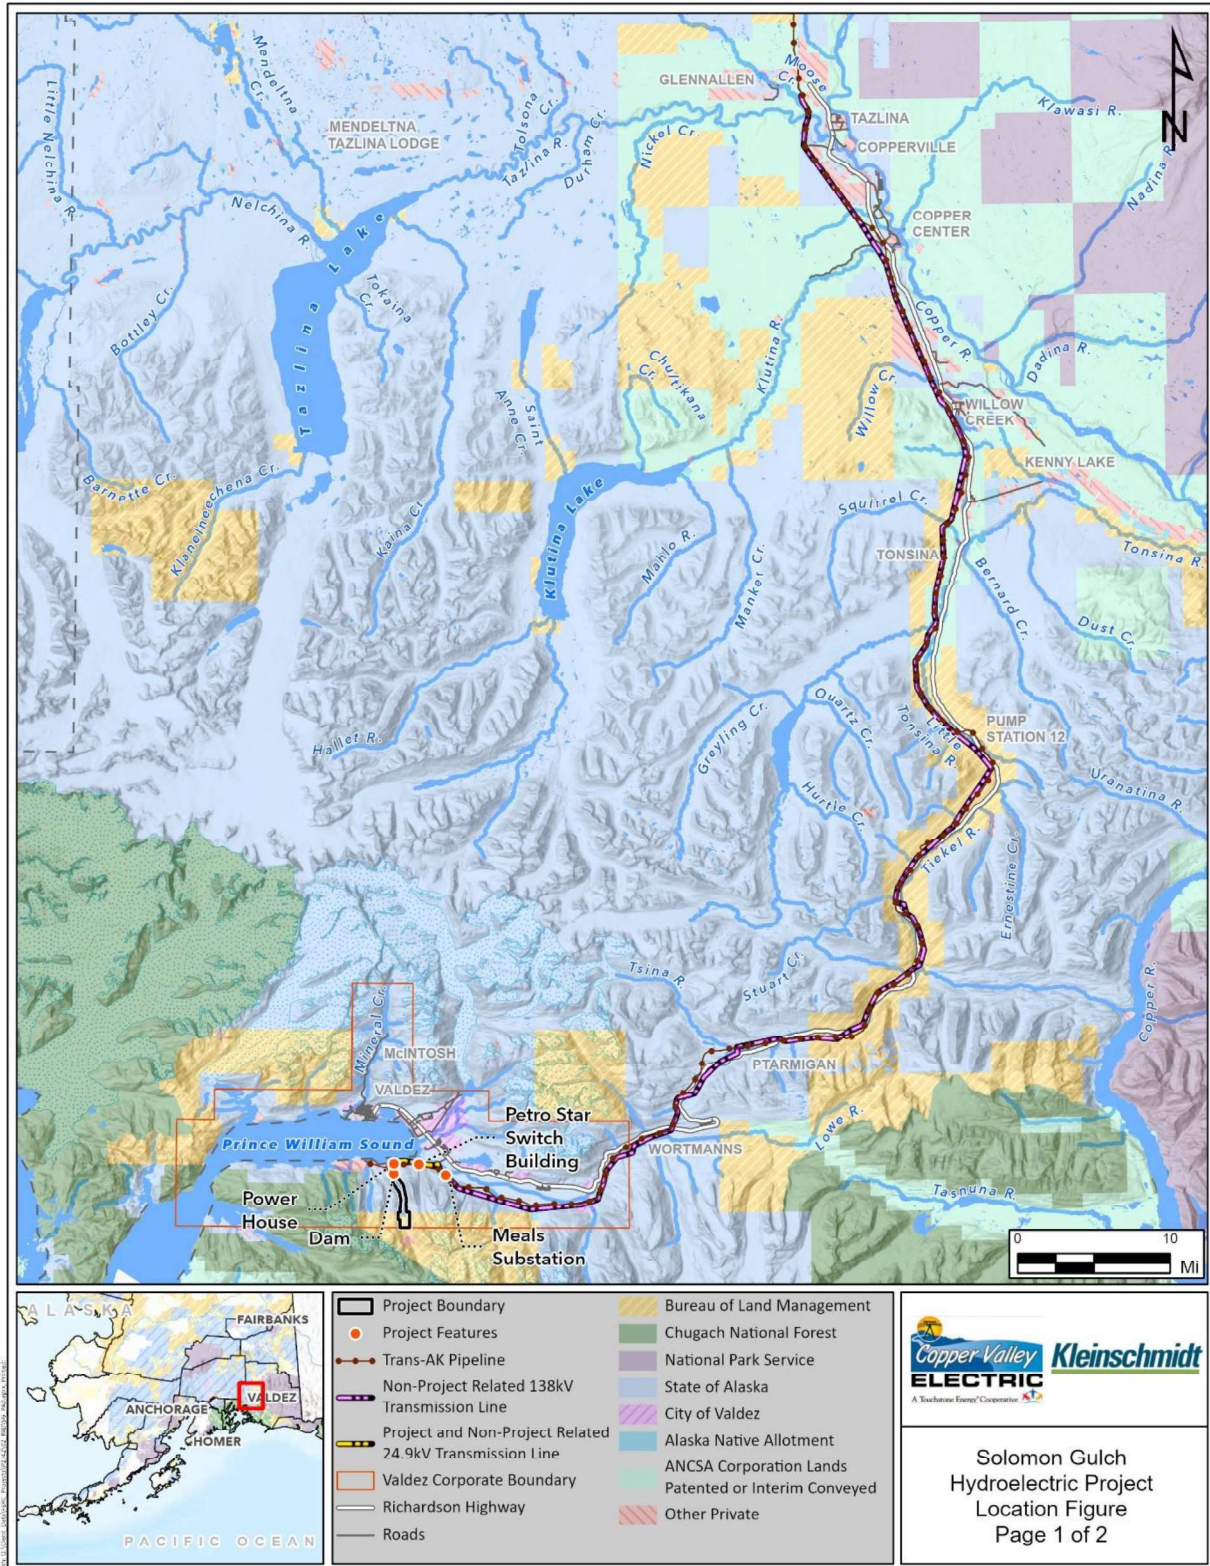 Mendeltna
Cr.
Little Nelchina R.
MENDELTNA
TAZLINA LODGE
Tolsona
Cr.
Tazlina R.
Durham Cr.
Nelchina R.
Tazlina Lake
Tokaina
Cr.
Bottley Cr.
Barnette Cr.
Klaneineechena Cr.
Kaina Cr.
Saint
Anne Cr.
Klutina Lake
Hallet R.
Mahlo R.
Manker Cr.
GLENNALLEN
Moose
Cr.
TAZLINA
COPPERVILLE
Nickel Cr.
Klawasi R.
Nadina R.
N
COPPER
CENTER
Copper R.
Klutina R.
Dadina R.
Willow Cr.
WILLOW
CREEK
KENNY LAKE
Squirrel Cr.
TONSINA
Tonsina R.
Bernard Cr.
Dust Cr.
Quartz Cr.
Greyling Cr.
Little
Tonsina R.
PUMP
STATION 12
Uranatina R.
Hurtle Cr.
Tiekel R.
Ernestine Cr.
Tsina R.
Stuart Cr.
Copper R.
Mineral Cr.
McINTOSH
VALDEZ
PTARMIGAN
Prince William Sound
Petro Star
Switch
Building
WORTMANNS
Lowe R.
Tasnuna R.
Power
House
Dam
Meals
Substation
0 10
Mi
ALASKA
FAIRBANKS
VALDEZ
ANCHORAGE
HOMER
PACIFIC OCEAN
Project Boundary
Project Features
Trans-AK Pipeline
Non-Project Related 138kV
Transmission Line
Project and Non-Project Related
24.9kV Transmission Line
Valdez Corporate Boundary
Richardson Highway
Roads
Bureau of Land Management
Chugach National Forest
National Park Service
State of Alaska
City of Valdez
Alaska Native Allotment
ANCSA Corporation Lands
Patented or Interim Conveyed
Other Private
Copper Valley
ELECTRIC
A Touchstone Energy® Cooperative
Kleinschmidt
Solomon Gulch
Hydroelectric Project
Location Figure
Page 1 of 2